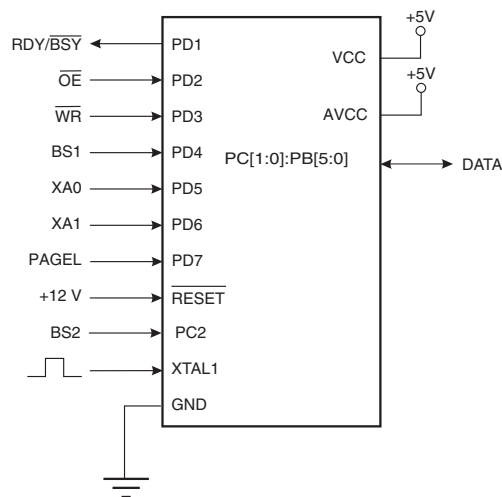 RDY/BSY
PD1
OE
PD2
WR
PD3
BS1
PD4
XA0
PD5
XA1
PD6
PAGEL
PD7
+12 V
RESET
BS2
PC2
XTAL1
GND
+5V
VCC
+5V
AVCC
PC[1:0]:PB[5:0]
DATA